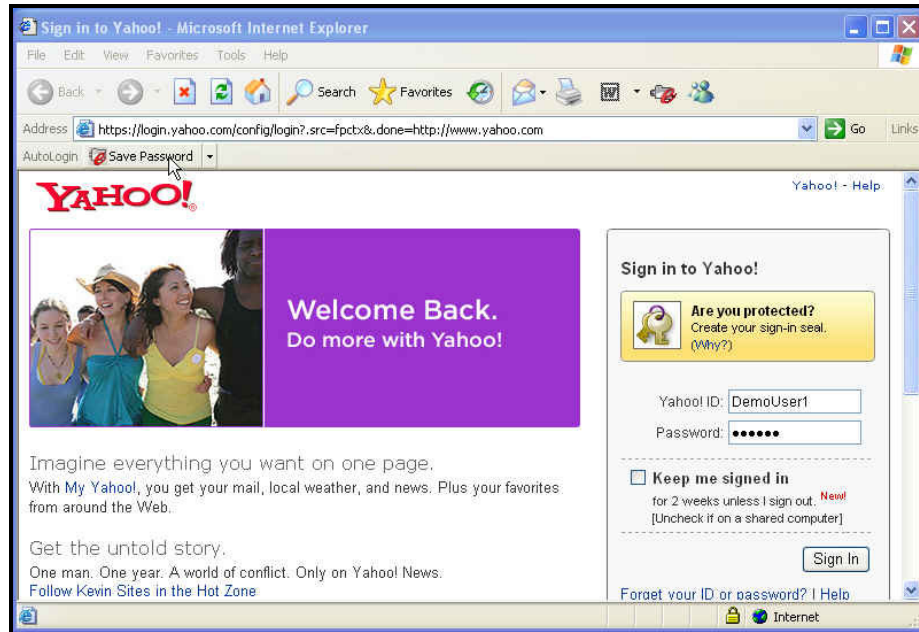 Sign in to Yahoo! - Microsoft Internet Explorer
File Edit View Favorites Tools Help
Back Search Favorites
Address https://login.yahoo.com/config/login?.src=fpctx&.done=http://www.yahoo.com Go Links
AutoLogin Save Password
YAHOO!
Yahoo! - Help
Welcome Back.
Do more with Yahoo!
Imagine everything you want on one page.
With My Yahoo!, you get your mail, local weather, and news. Plus your favorites
from around the Web.
Get the untold story.
One man. One year. A world of conflict. Only on Yahoo! News.
Follow Kevin Sites in the Hot Zone
Sign in to Yahoo!
Are you protected?
Create your sign-in seal.
(Why?)
Yahoo! ID: DemoUser1
Password: ••••••
Keep me signed in
for 2 weeks unless I sign out. New!
[Uncheck if on a shared computer]
Sign In
Forget your ID or password? | Help
Internet